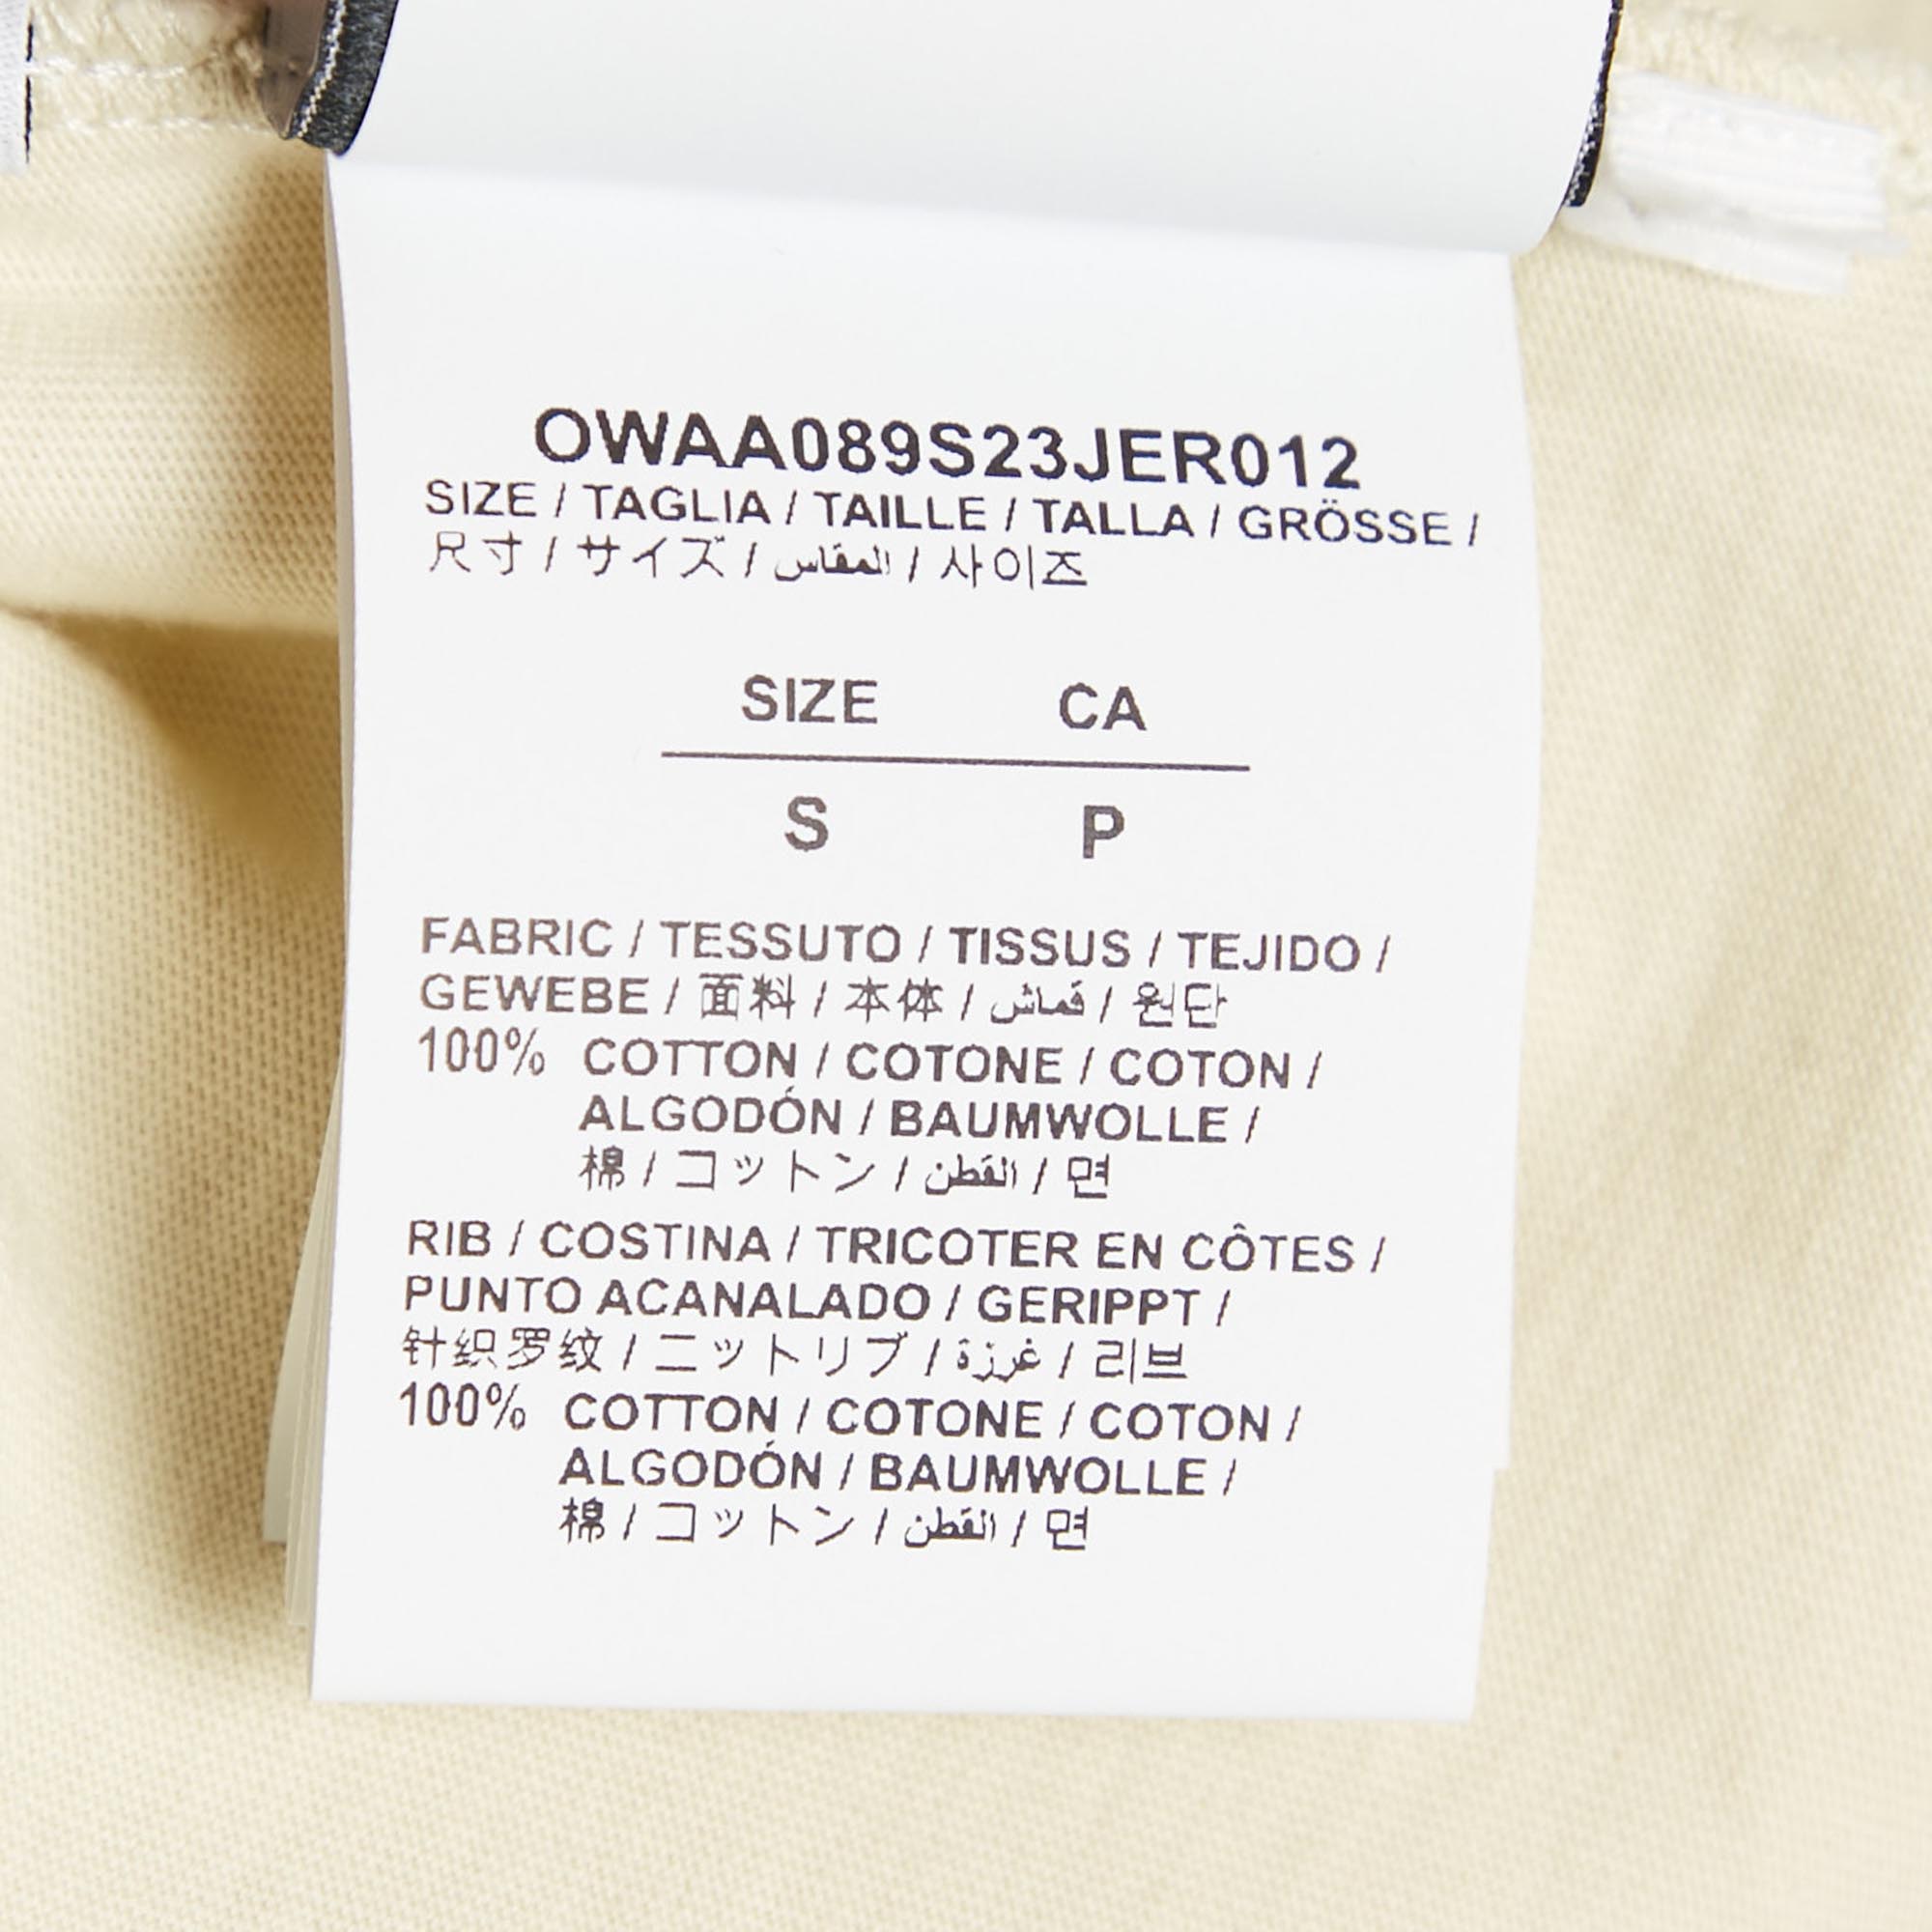 OWAA089S23JER012
SIZE / TAGLIA / TAILLE / TALLA / GRÖSSE /
尺寸 / サイズ / المقاس / 사이즈
SIZE CA
S P
FABRIC / TESSUTO / TISSUS / TEJIDO /
GEWEBE / 面料 / 本体 / قماش / 원단
100% COTTON / COTONE / COTON /
ALGODÓN / BAUMWOLLE /
棉 / コットン / القطن / 면
RIB / COSTINA / TRICOTER EN CÔTES /
PUNTO ACANALADO / GERIPPT /
针织罗纹 / ニットリブ / غرزة / 리브
100% COTTON / COTONE / COTON /
ALGODÓN / BAUMWOLLE /
棉 / コットン / القطن / 면